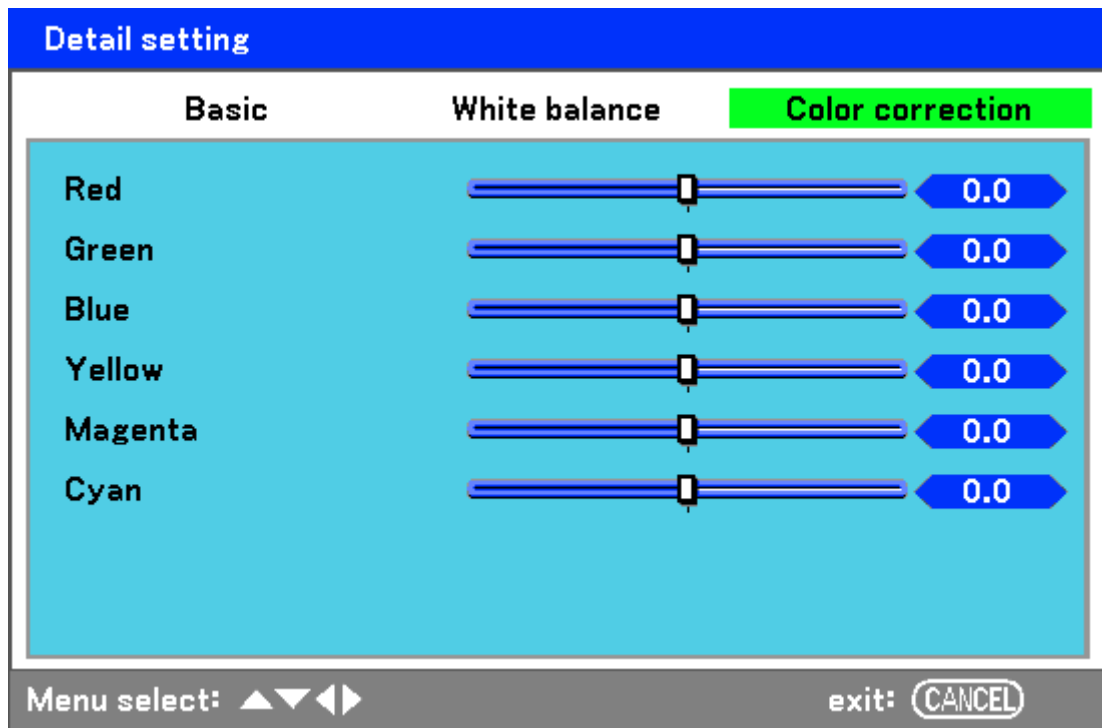 Detail setting
Basic White balance Color correction
Red 0.0
Green 0.0
Blue 0.0
Yellow 0.0
Magenta 0.0
Cyan 0.0
Menu select: ▲▼◀▶ exit: CANCEL